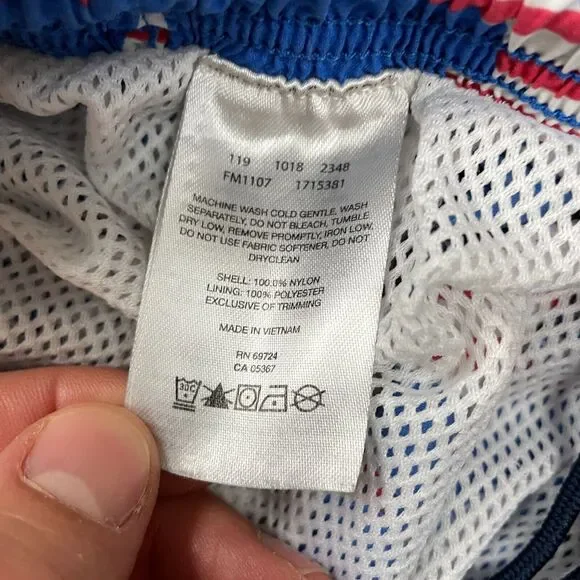 119 1018 2348
FM1107 1715381
MACHINE WASH COLD GENTLE, WASH
SEPARATELY, DO NOT BLEACH, TUMBLE
DRY LOW, REMOVE PROMPTLY, IRON LOW,
DO NOT USE FABRIC SOFTENER, DO NOT
DRYCLEAN
SHELL: 100.0% NYLON
LINING: 100% POLYESTER
EXCLUSIVE OF TRIMMING
MADE IN VIETNAM
RN 69724
CA 05367
30C